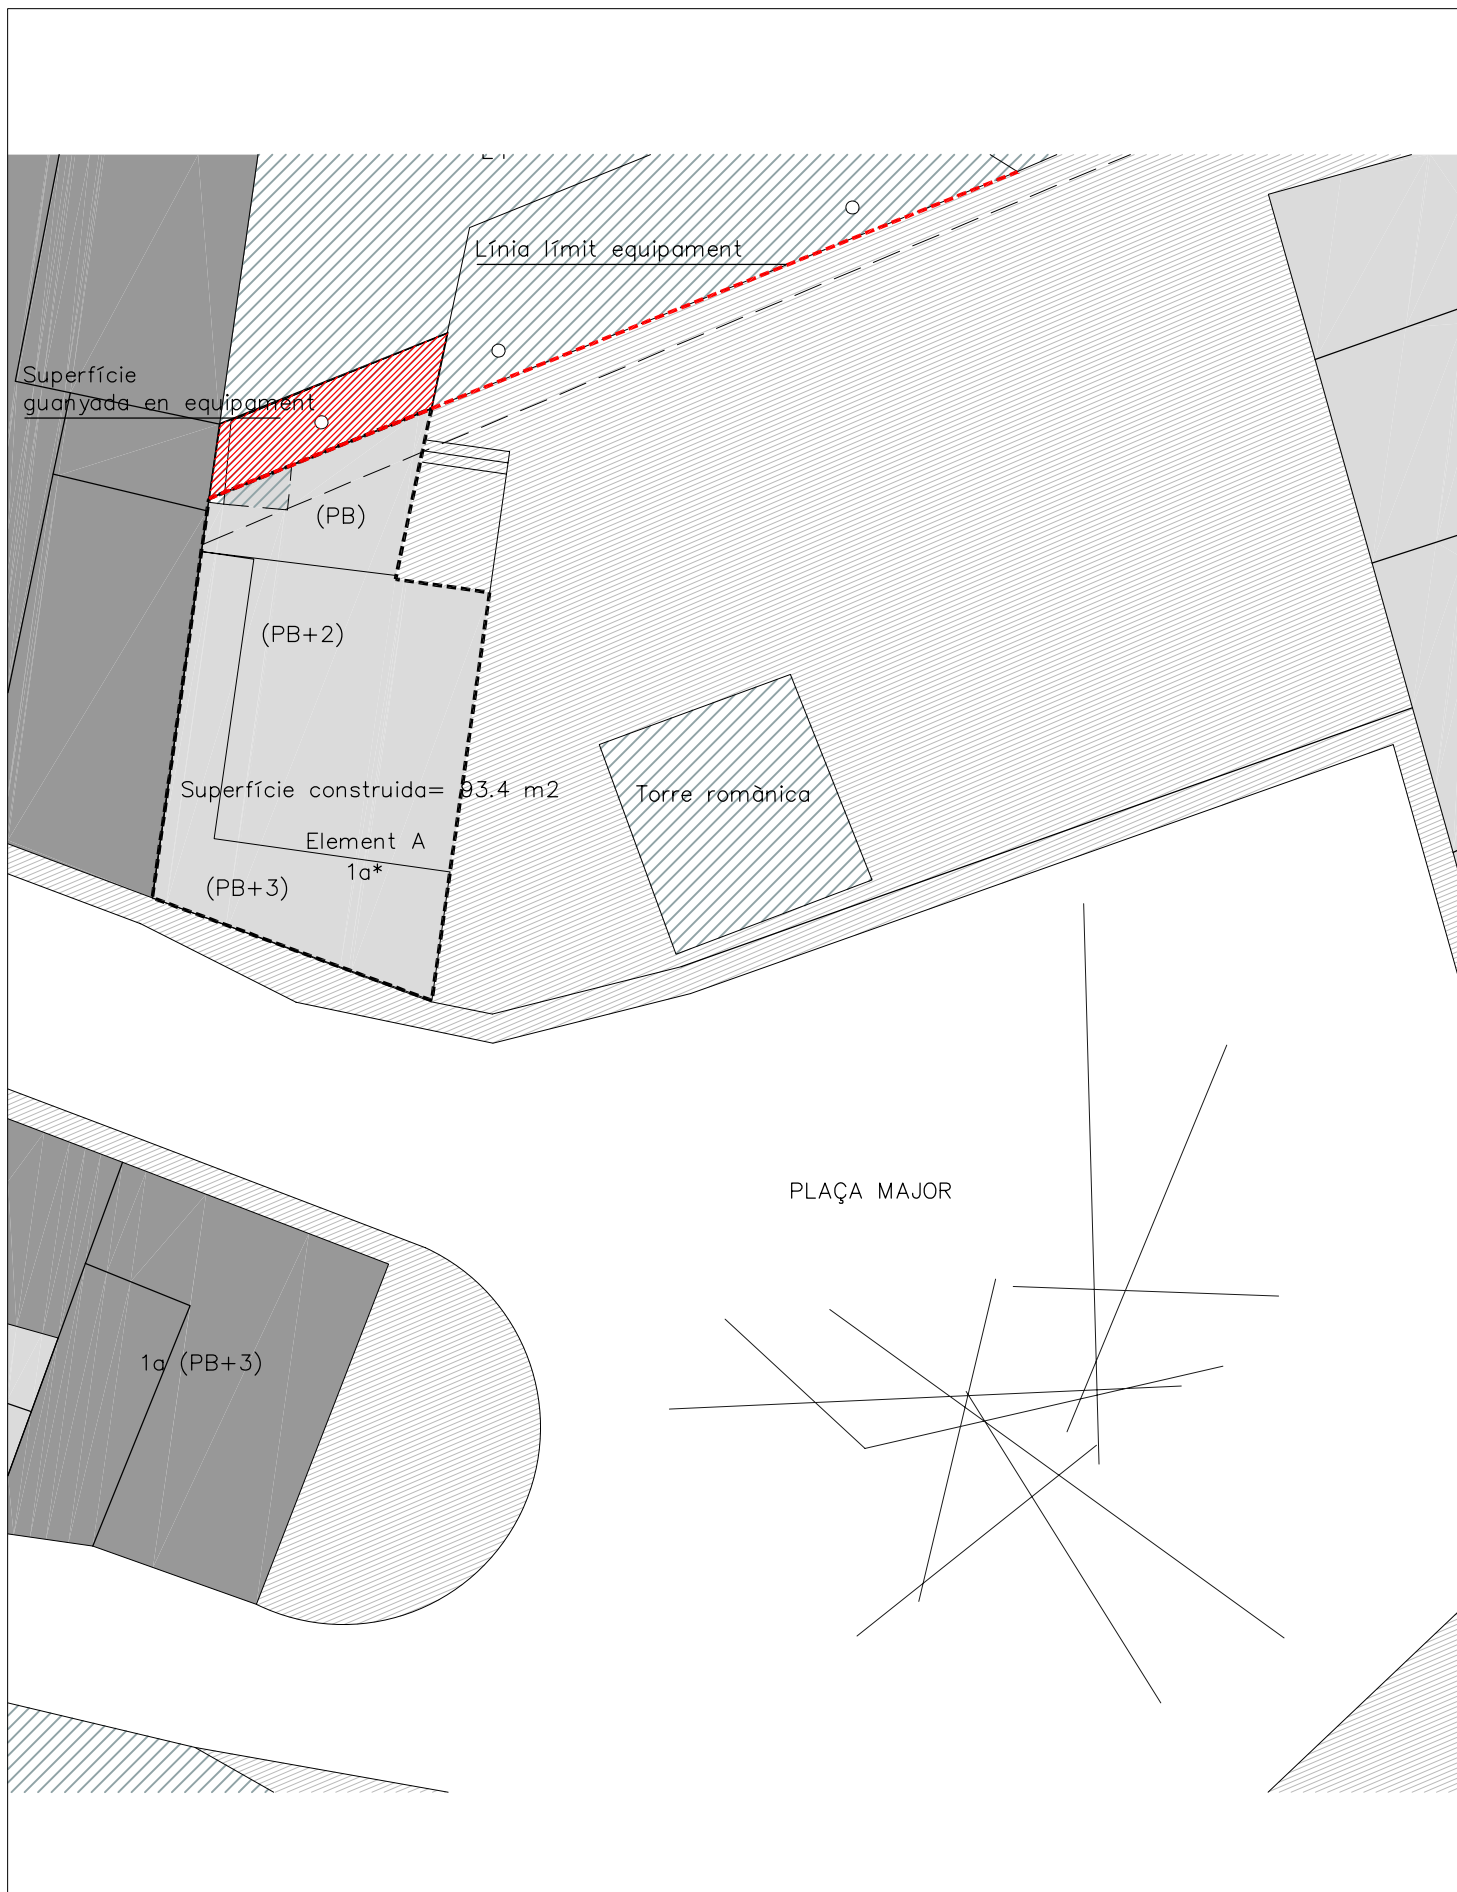 Línia límit equipament
Superfície
guanyada en equipament
(PB)
(PB+2)
Superfície construida= 93.4 m2
Torre romànica
Element A
1a*
(PB+3)
PLAÇA MAJOR
1a (PB+3)